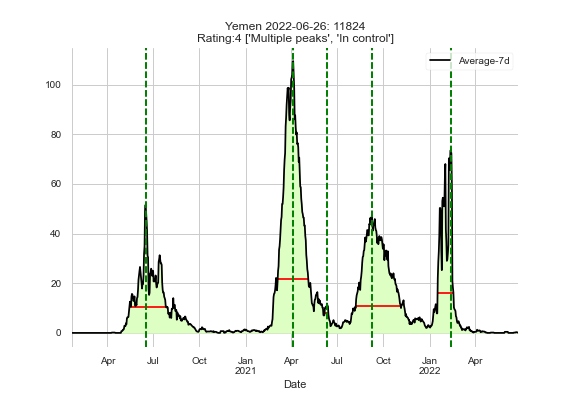 Yemen 2022-06-26: 11824
Rating:4 ['Multiple peaks', 'In control']
Average-7d
100
80
60
40
20
0
Apr Jul Oct Jan Apr Jul Oct Jan Apr
2021 2022
Date